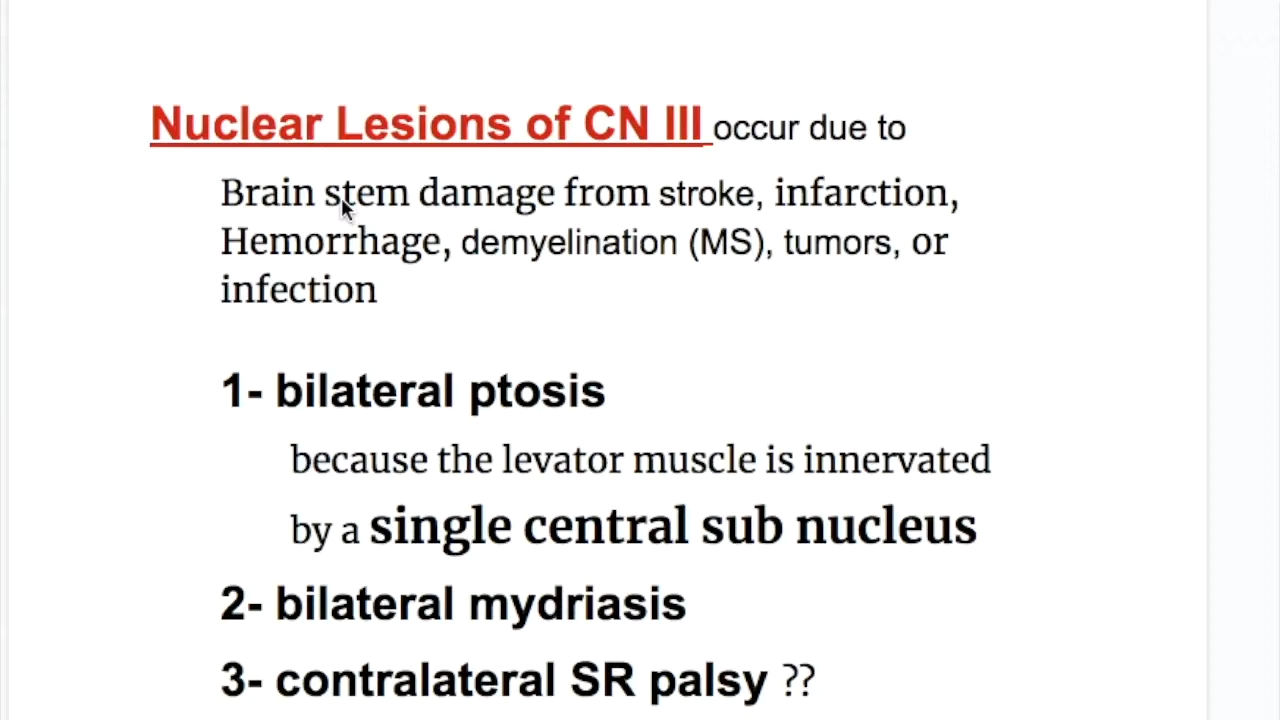 Nuclear Lesions of CN III occur due to
Brain stem damage from stroke, infarction,
Hemorrhage, demyelination (MS), tumors, or
infection
1- bilateral ptosis
because the levator muscle is innervated
by a single central sub nucleus
2- bilateral mydriasis
3- contralateral SR palsy ??